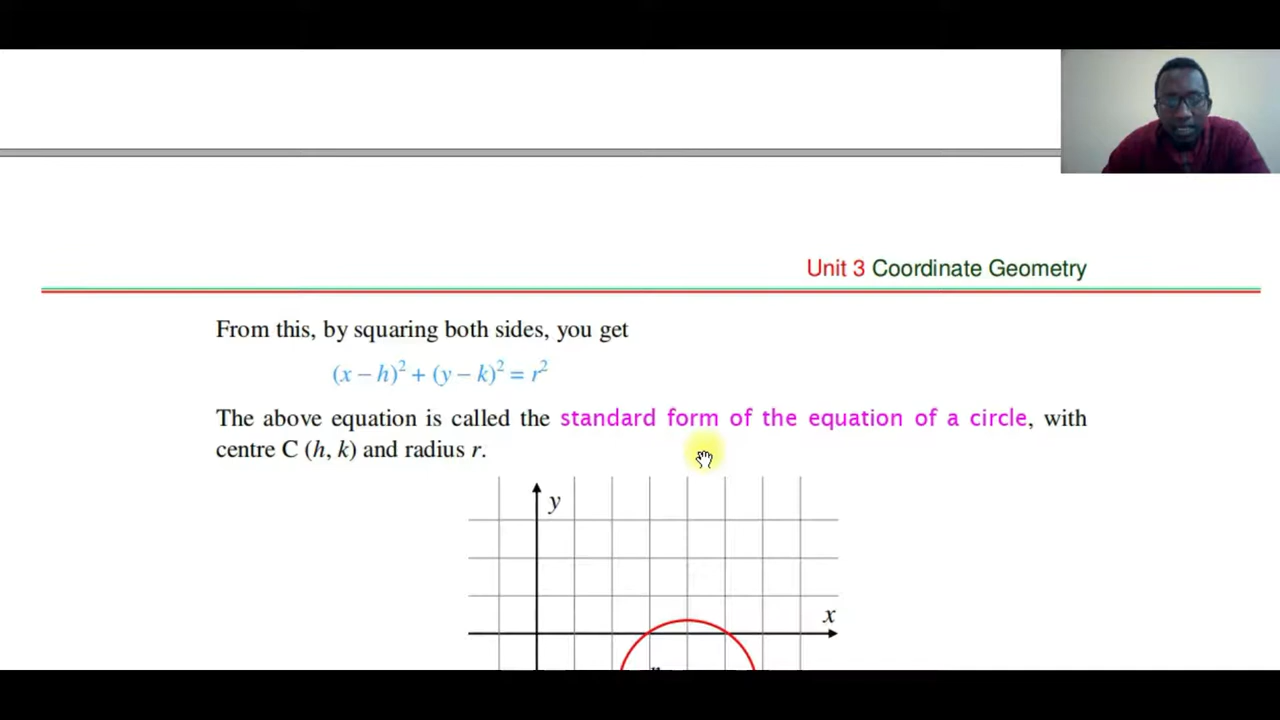 Unit 3 Coordinate Geometry
From this, by squaring both sides, you get
(x – h)² + (y – k)² = r²
The above equation is called the standard form of the equation of a circle, with
centre C (h, k) and radius r.
y
x